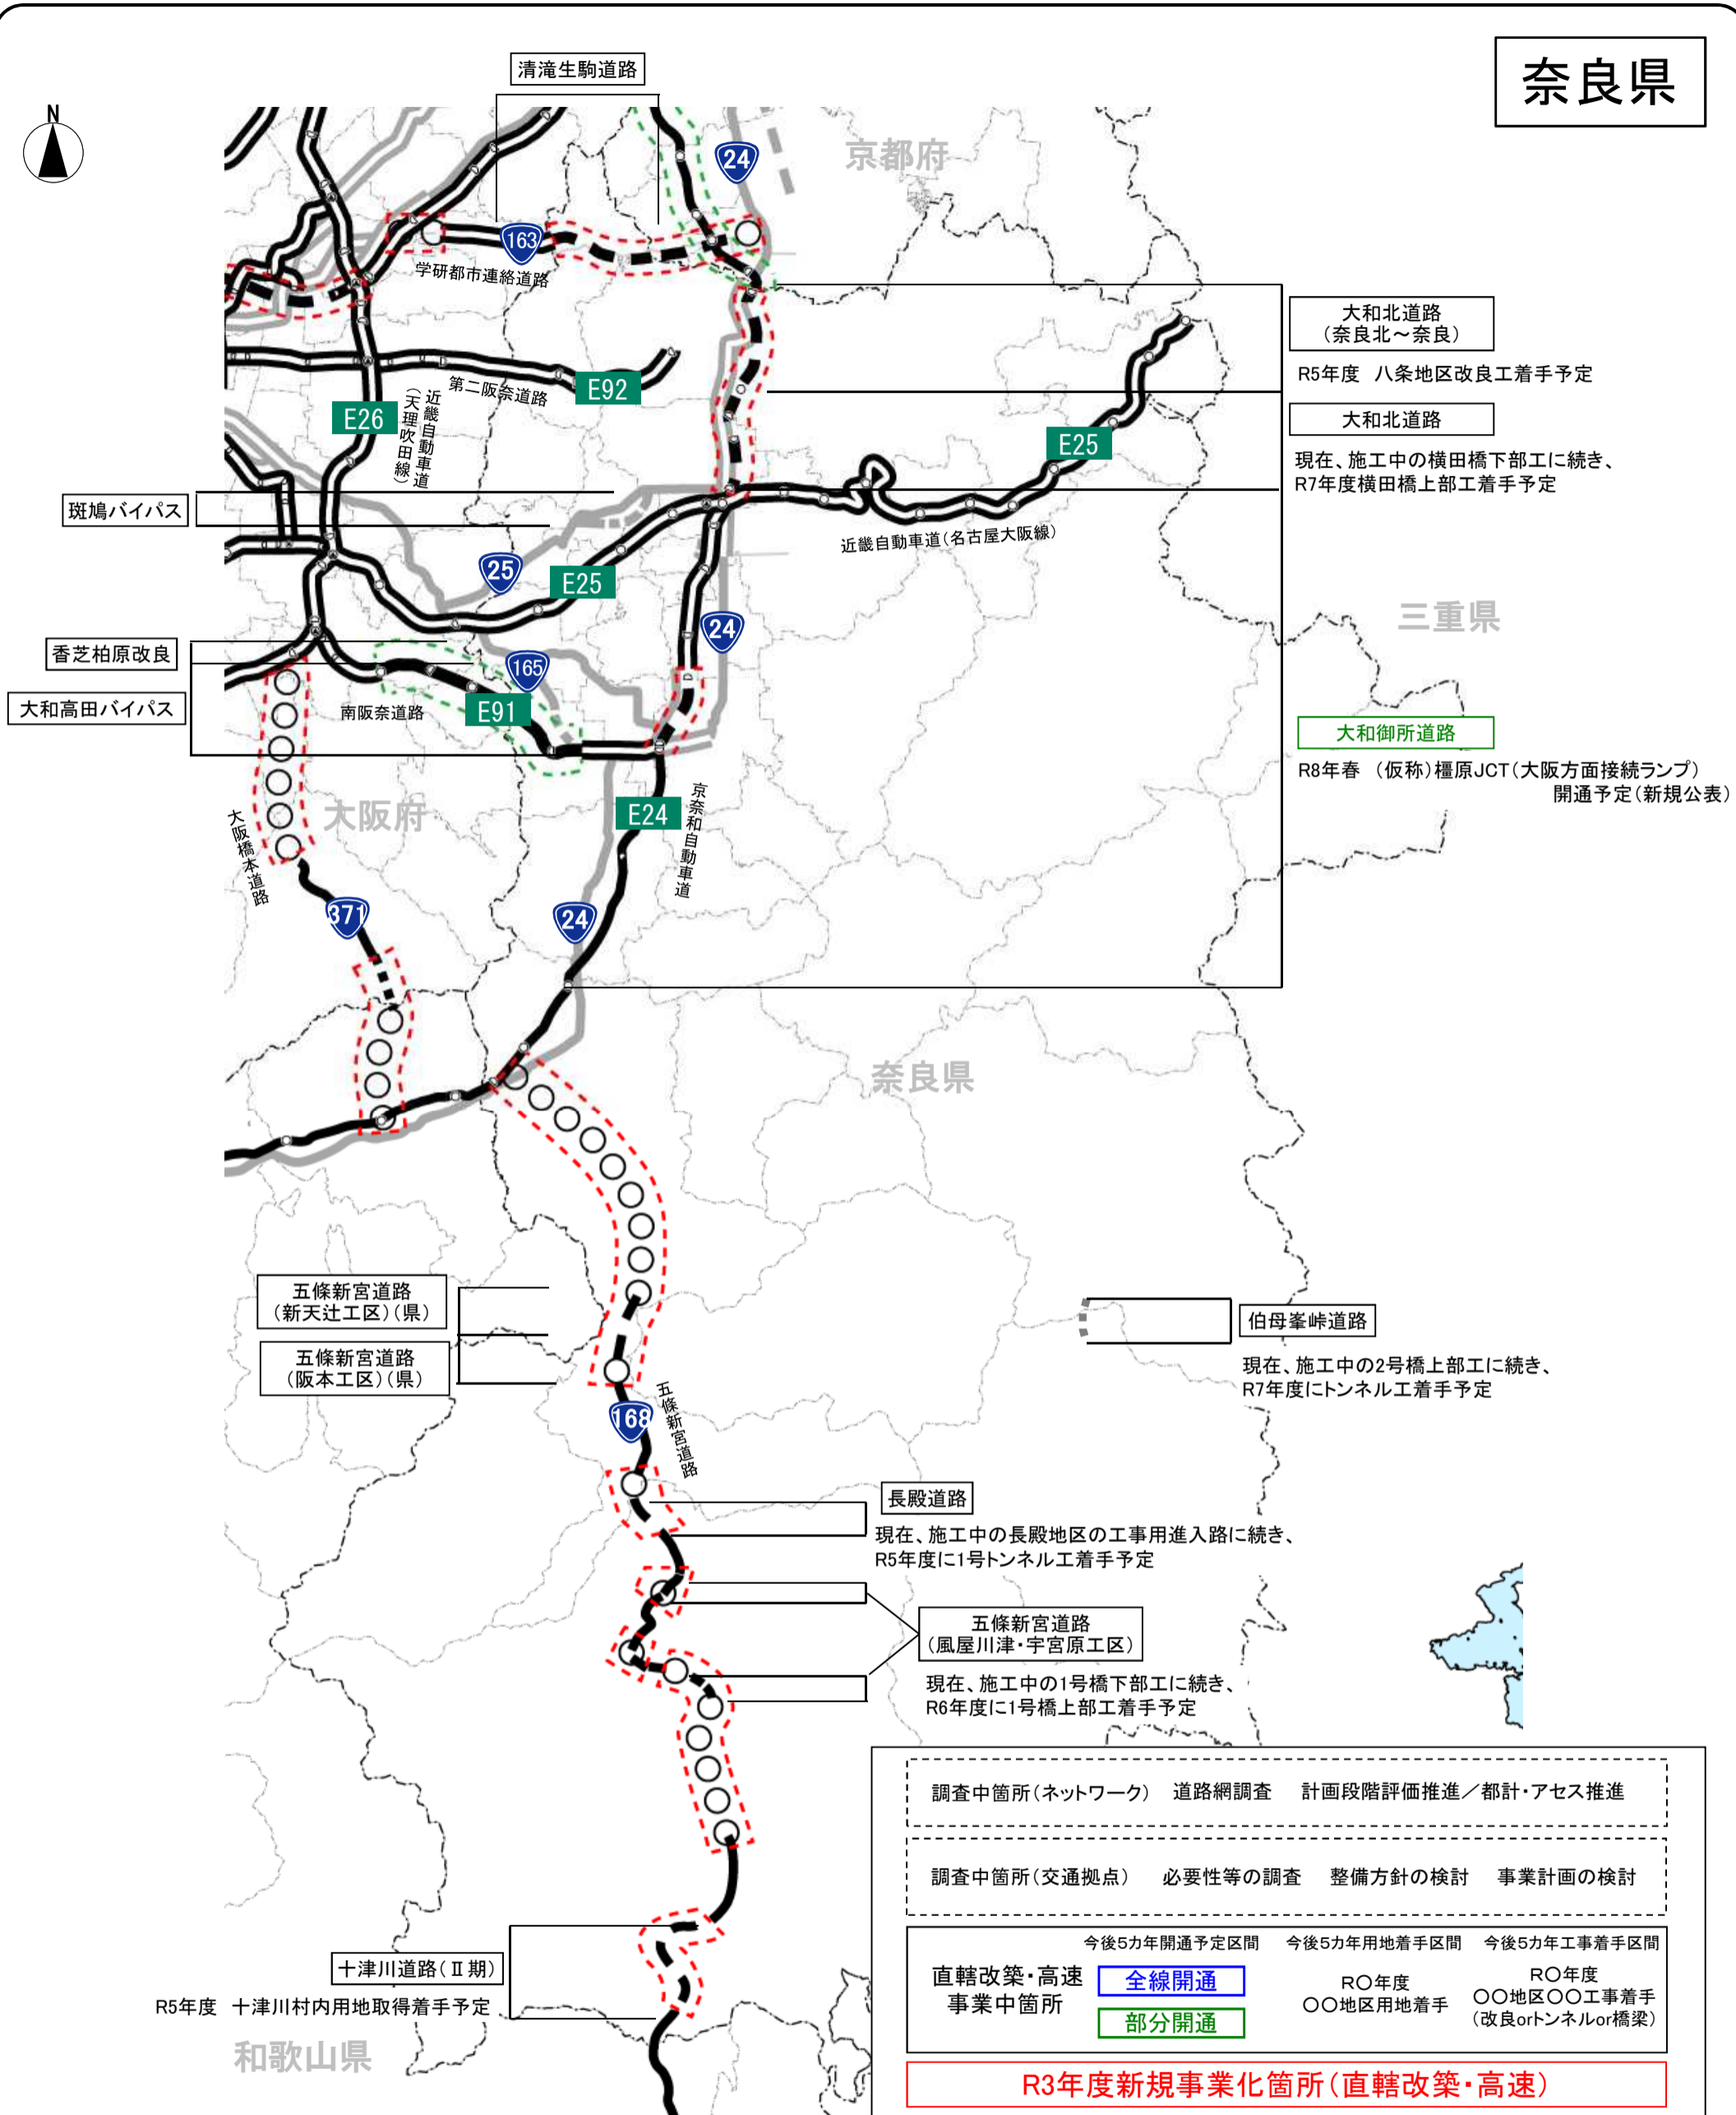 奈良県
清滝生駒道路
N
京都府
24
163
学研都市連絡道路
大和北道路
(奈良北～奈良)
R5年度 八条地区改良工着手予定
第二阪奈道路
E92
E26
近畿自動車道
(天理吹田線)
大和北道路
E25
現在、施工中の横田橋下部工に続き、
R7年度横田橋上部工着手予定
斑鳩バイパス
近畿自動車道(名古屋大阪線)
25
E25
24
三重県
香芝柏原改良
165
大和高田バイパス
南阪奈道路
E91
大和御所道路
R8年春 (仮称)橿原JCT(大阪方面接続ランプ)
開通予定(新規公表)
大阪府
E24
京奈和自動車道
大阪橋本道路
371
24
奈良県
五條新宮道路
(新天辻工区)(県)
五條新宮道路
(阪本工区)(県)
伯母峯峠道路
現在、施工中の2号橋上部工に続き、
R7年度にトンネル工着手予定
168
五條新宮道路
長殿道路
現在、施工中の長殿地区の工事用進入路に続き、
R5年度に1号トンネル工着手予定
五條新宮道路
(風屋川津・宇宮原工区)
現在、施工中の1号橋下部工に続き、
R6年度に1号橋上部工着手予定
十津川道路(Ⅱ期)
R5年度 十津川村内用地取得着手予定
和歌山県
調査中箇所(ネットワーク) 道路網調査 計画段階評価推進／都計・アセス推進
調査中箇所(交通拠点) 必要性等の調査 整備方針の検討 事業計画の検討
今後5カ年開通予定区間 今後5カ年用地着手区間 今後5カ年工事着手区間
直轄改築・高速
事業中箇所
全線開通
部分開通
R〇年度
〇〇地区用地着手
R〇年度
〇〇地区〇〇工事着手
(改良orトンネルor橋梁)
R3年度新規事業化箇所(直轄改築・高速)